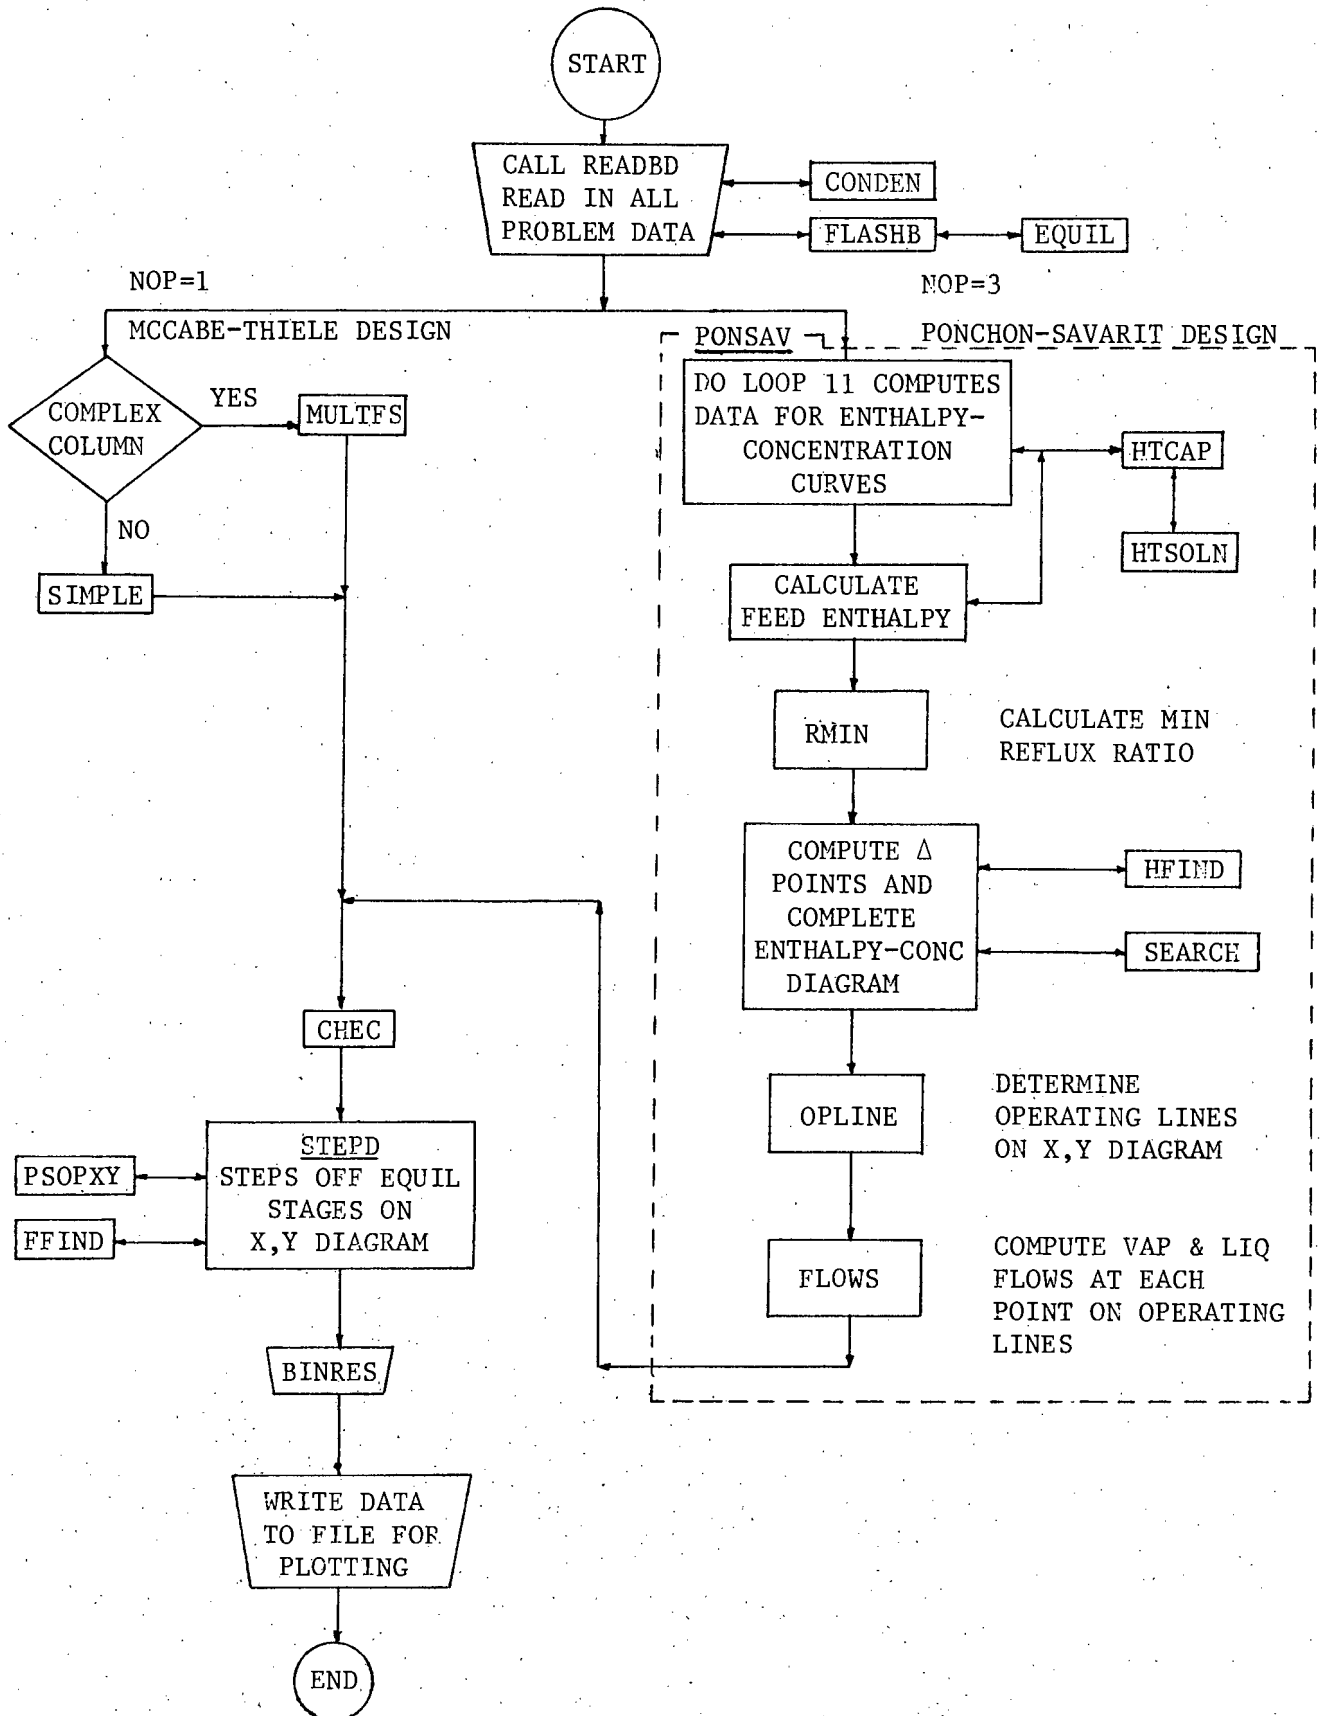 START
CALL READBD
READ IN ALL
PROBLEM DATA
CONDEN
FLASHB
EQUIL
NOP=1
NOP=3
MCCABE-THIELE DESIGN
PONSAV
PONCHON-SAVARIT DESIGN
COMPLEX
COLUMN
YES
MULTFS
NO
SIMPLE
DO LOOP 11 COMPUTES
DATA FOR ENTHALPY-
CONCENTRATION
CURVES
HTCAP
HTSOLN
CALCULATE
FEED ENTHALPY
RMIN
CALCULATE MIN
REFLUX RATIO
COMPUTE Δ
POINTS AND
COMPLETE
ENTHALPY-CONC
DIAGRAM
HFIND
SEARCH
OPLINE
DETERMINE
OPERATING LINES
ON X,Y DIAGRAM
FLOWS
COMPUTE VAP & LIQ
FLOWS AT EACH
POINT ON OPERATING
LINES
CHEC
STEPD
STEPS OFF EQUIL
STAGES ON
X,Y DIAGRAM
PSOPXY
FFIND
BINRES
WRITE DATA
TO FILE FOR
PLOTTING
END